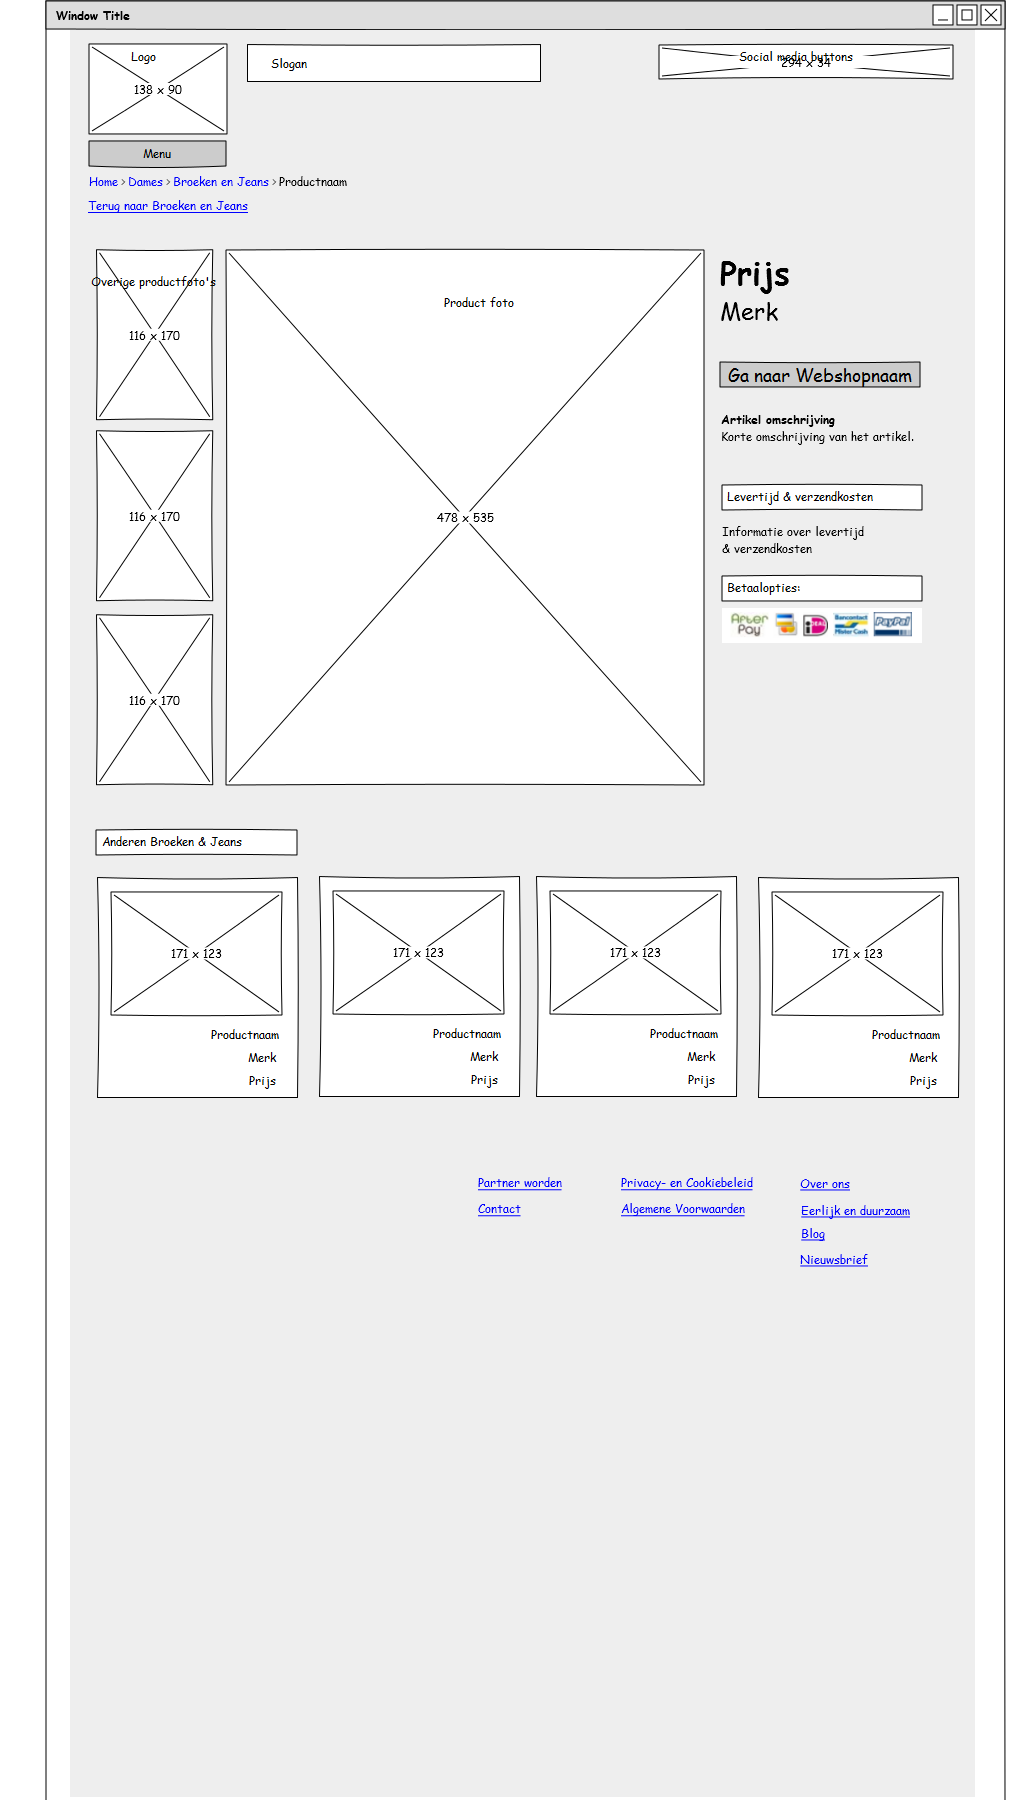 Window Title
Logo
138 x 90
Slogan
Social media buttons
294 x 34
Menu
Home > Dames > Broeken en Jeans > Productnaam
Terug naar Broeken en Jeans
Overige productfoto's
116 x 170
116 x 170
116 x 170
Product foto
478 x 535
Prijs
Merk
Ga naar Webshopnaam
Artikel omschrijving
Korte omschrijving van het artikel.
Levertijd & verzendkosten
Informatie over levertijd
& verzendkosten
Betaalopties:
AfterPay iDEAL Bancontact Mister Cash PayPal
Anderen Broeken & Jeans
171 x 123
Productnaam
Merk
Prijs
171 x 123
Productnaam
Merk
Prijs
171 x 123
Productnaam
Merk
Prijs
171 x 123
Productnaam
Merk
Prijs
Partner worden
Contact
Privacy- en Cookiebeleid
Algemene Voorwaarden
Over ons
Eerlijk en duurzaam
Blog
Nieuwsbrief